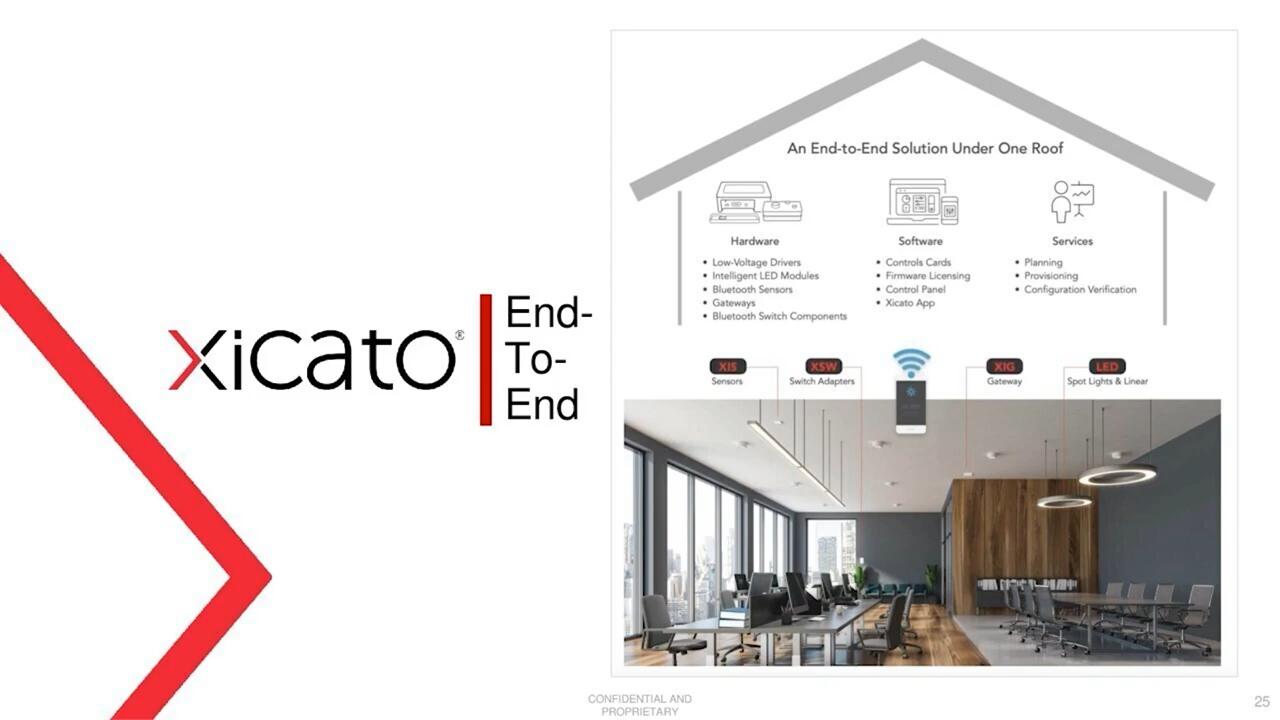 xicato®
End-
To-
End
An End-to-End Solution Under One Roof
Hardware
• Low-Voltage Drivers
• Intelligent LED Modules
• Bluetooth Sensors
• Gateways
• Bluetooth Switch Components
Software
• Controls Cards
• Firmware Licensing
• Control Panel
• Xicato App
Services
• Planning
• Provisioning
• Configuration Verification
XIS
Sensors
XSW
Switch Adapters
XIG
Gateway
LED
Spot Lights & Linear
CONFIDENTIAL AND
PROPRIETARY
25